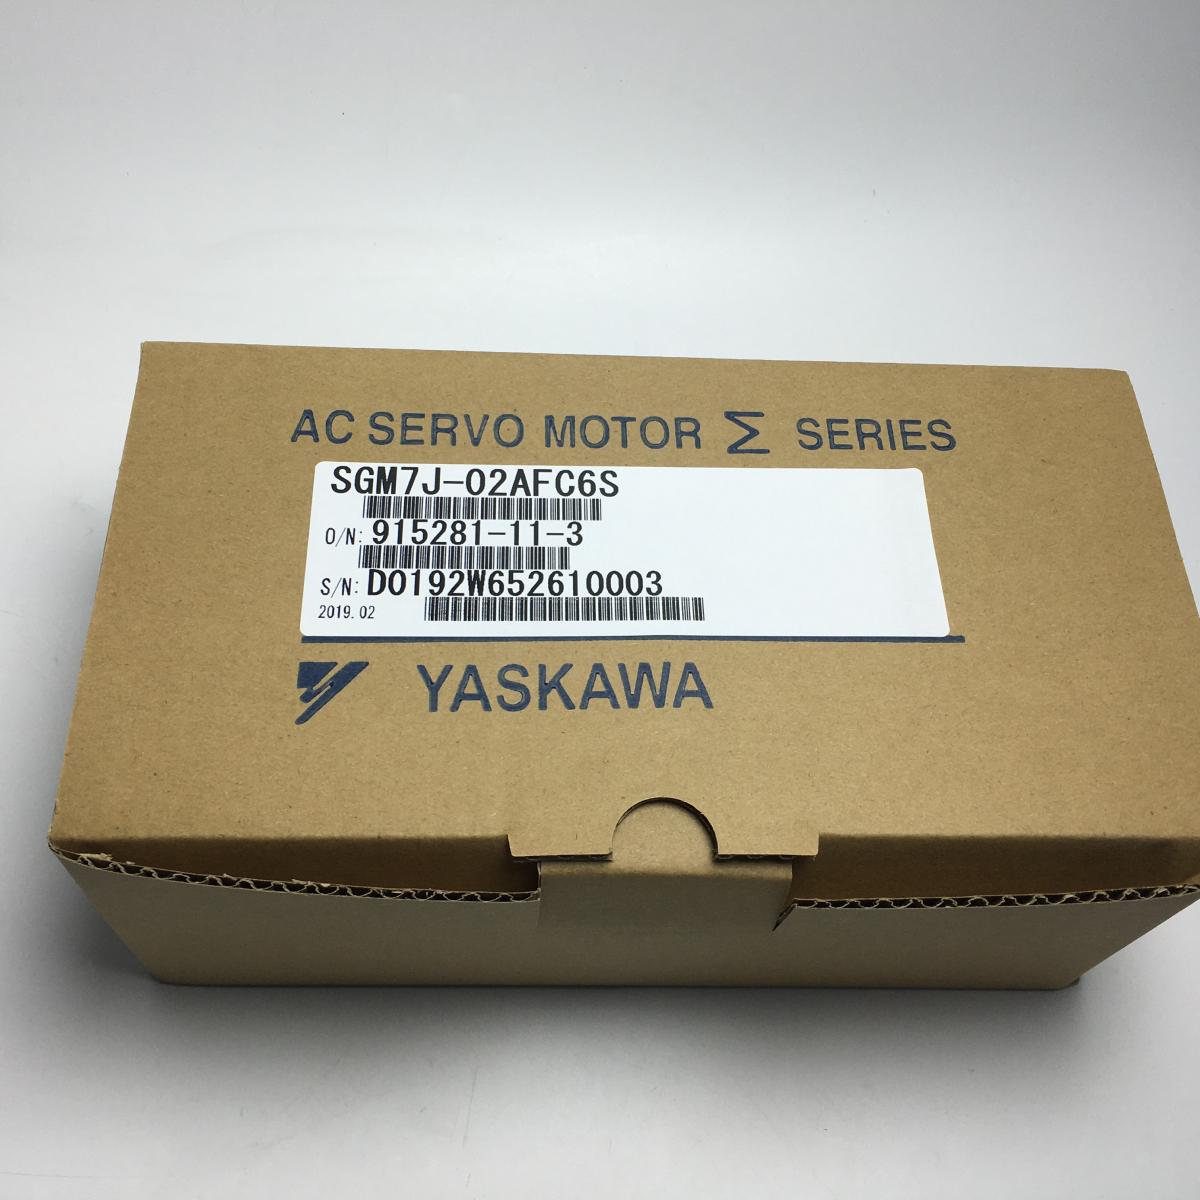 AC SERVO MOTOR Σ SERIES
SGM7J-02AFC6S
O/N: 915281-11-3
S/N: D0192W652610003
2019.02
YASKAWA